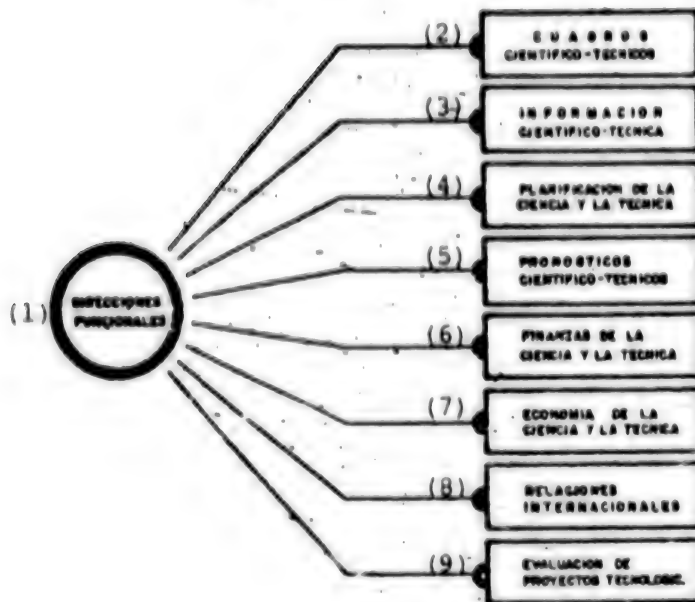 (2)
CUADROS
CIENTIFICO-TECNICOS
(3)
INFORMACION
CIENTIFICO-TECNICA
(4)
PLANIFICACION DE LA
CIENCIA Y LA TECNICA
(5)
PRONOSTICOS
CIENTIFICO-TECNICOS
(1)
DIRECCIONES
FUNCIONALES
(6)
FINANZAS DE LA
CIENCIA Y LA TECNICA
(7)
ECONOMIA DE LA
CIENCIA Y LA TECNICA
(8)
RELACIONES
INTERNACIONALES
(9)
EVALUACION DE
PROYECTOS TECNOLOGIC.